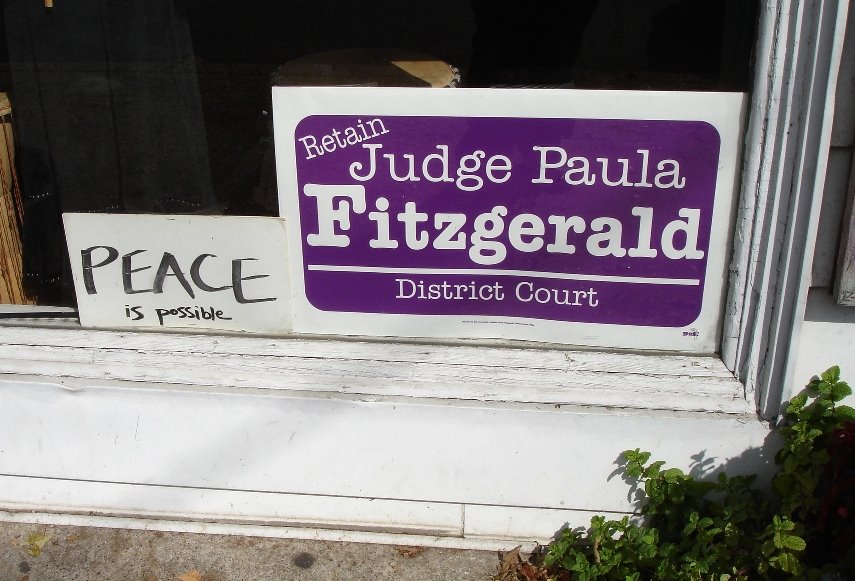 Retain
Judge Paula
Fitzgerald
District Court
PEACE
is possible